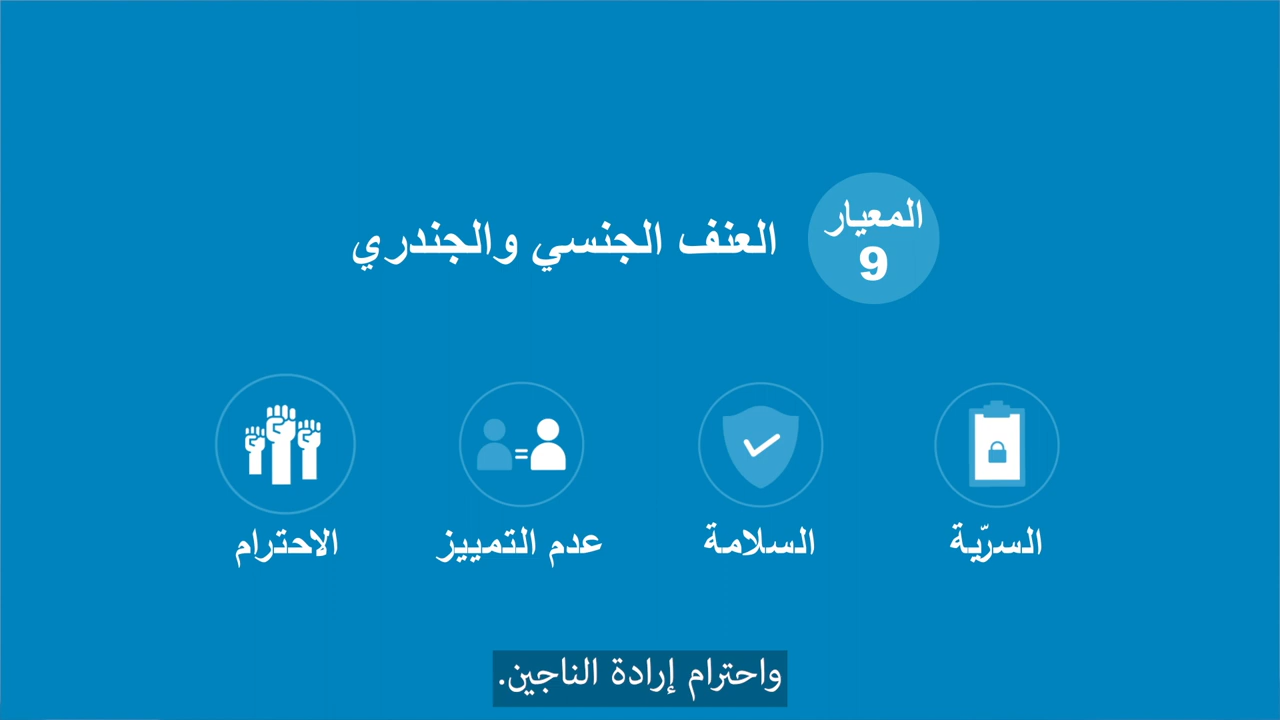 المعيار
9
العنف الجنسي والجندري
السرّية
السلامة
عدم التمييز
الاحترام
واحترام إرادة الناجين.